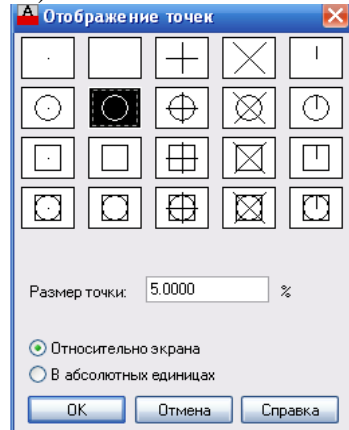 Отображение точек
Размер точки: 5.0000 %
Относительно экрана
В абсолютных единицах
OK Отмена Справка